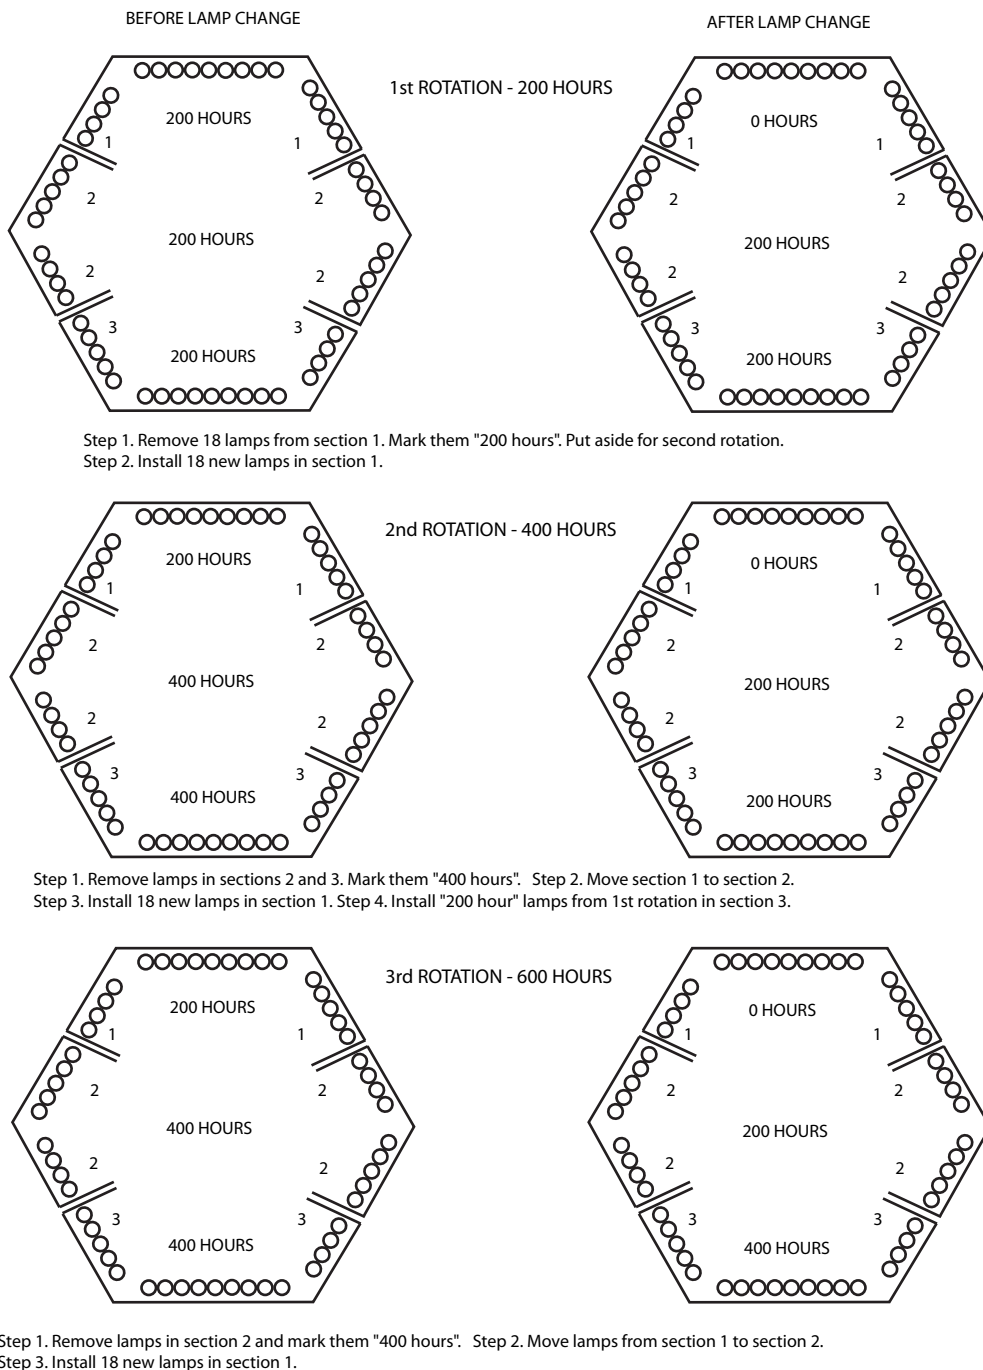 BEFORE LAMP CHANGE
AFTER LAMP CHANGE
1st ROTATION - 200 HOURS
200 HOURS
1
1
2
2
200 HOURS
2
2
3
3
200 HOURS
0 HOURS
1
1
2
2
200 HOURS
2
2
3
3
200 HOURS
Step 1. Remove 18 lamps from section 1. Mark them "200 hours". Put aside for second rotation.
Step 2. Install 18 new lamps in section 1.
2nd ROTATION - 400 HOURS
200 HOURS
1
1
2
2
400 HOURS
2
2
3
3
400 HOURS
0 HOURS
1
1
2
2
200 HOURS
2
2
3
3
200 HOURS
Step 1. Remove lamps in sections 2 and 3. Mark them "400 hours".   Step 2. Move section 1 to section 2.
Step 3. Install 18 new lamps in section 1. Step 4. Install "200 hour" lamps from 1st rotation in section 3.
3rd ROTATION - 600 HOURS
200 HOURS
1
1
2
2
400 HOURS
2
2
3
3
400 HOURS
0 HOURS
1
1
2
2
200 HOURS
2
2
3
3
400 HOURS
Step 1. Remove lamps in section 2 and mark them "400 hours".   Step 2. Move lamps from section 1 to section 2.
Step 3. Install 18 new lamps in section 1.